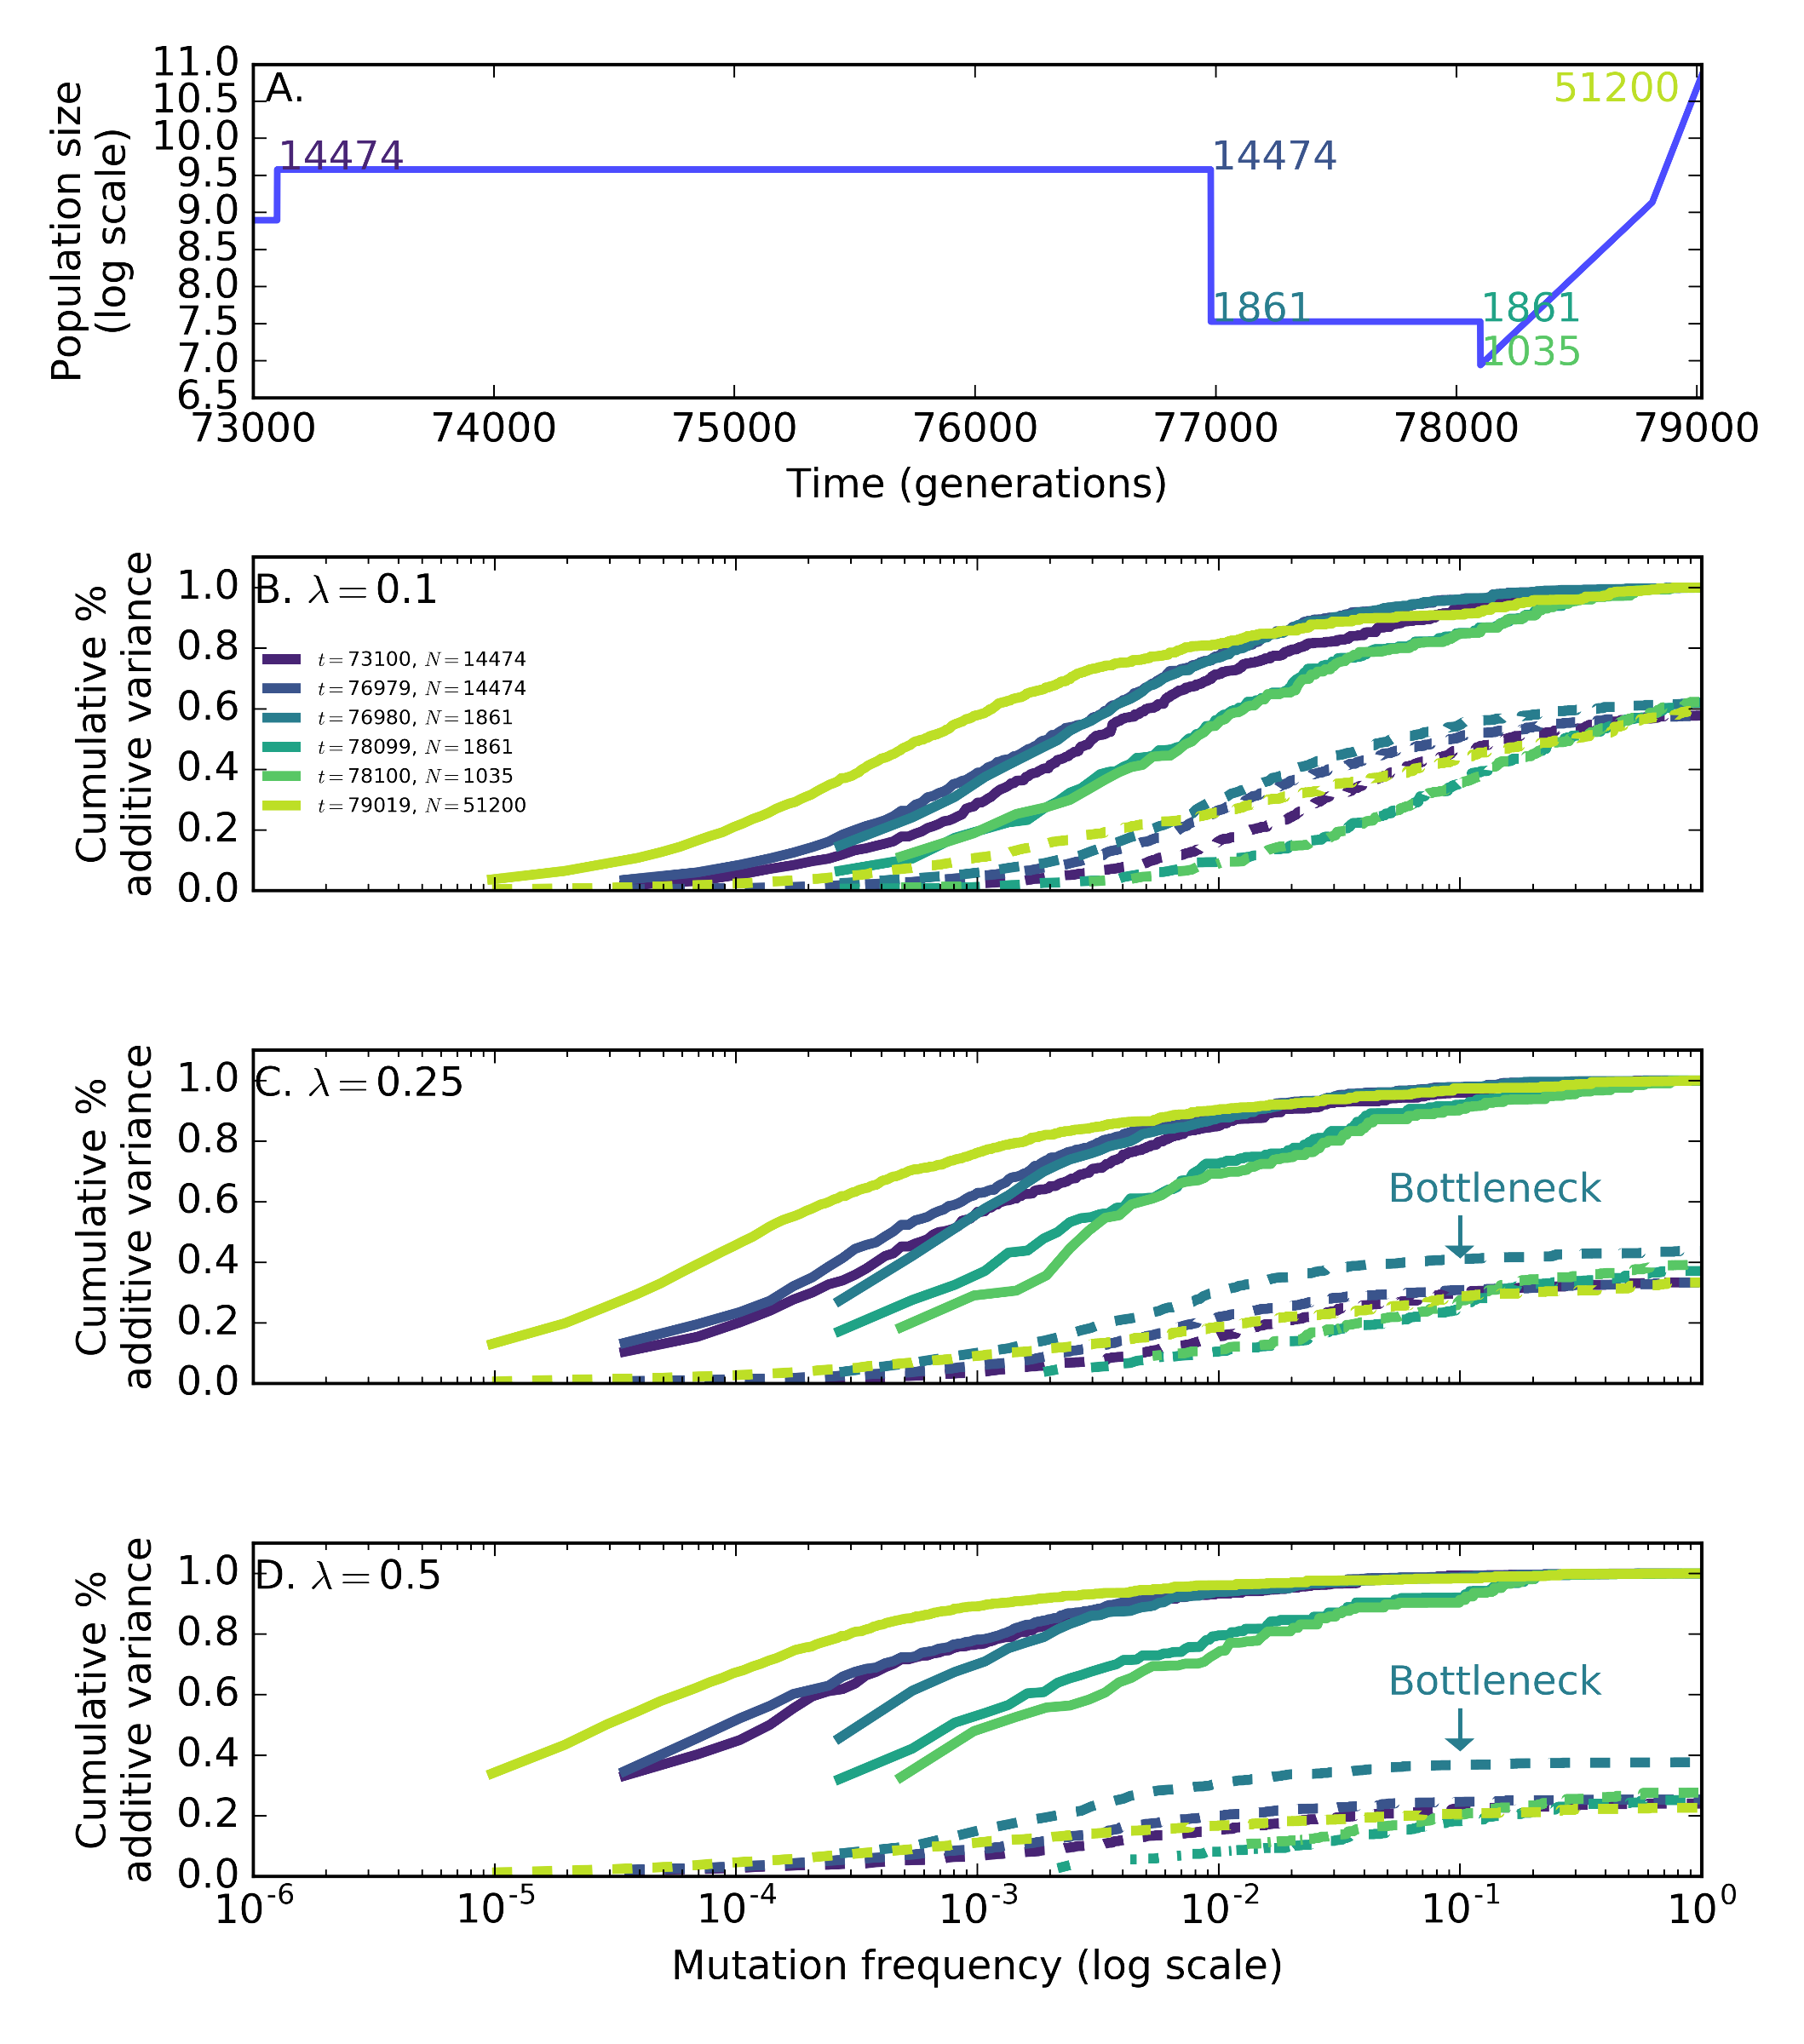 A.
Population size
(log scale)
11.0
10.5
10.0
9.5
9.0
8.5
8.0
7.5
7.0
6.5
14474
14474
1861
1861
1035
51200
73000 74000 75000 76000 77000 78000 79000
Time (generations)
B. λ = 0.1
Cumulative %
additive variance
1.0
0.8
0.6
0.4
0.2
0.0
t = 73100, N = 14474
t = 76979, N = 14474
t = 76980, N = 1861
t = 78099, N = 1861
t = 78100, N = 1035
t = 79019, N = 51200
C. λ = 0.25
Cumulative %
additive variance
1.0
0.8
0.6
0.4
0.2
0.0
Bottleneck
D. λ = 0.5
Cumulative %
additive variance
1.0
0.8
0.6
0.4
0.2
0.0
Bottleneck
10^-6 10^-5 10^-4 10^-3 10^-2 10^-1 10^0
Mutation frequency (log scale)